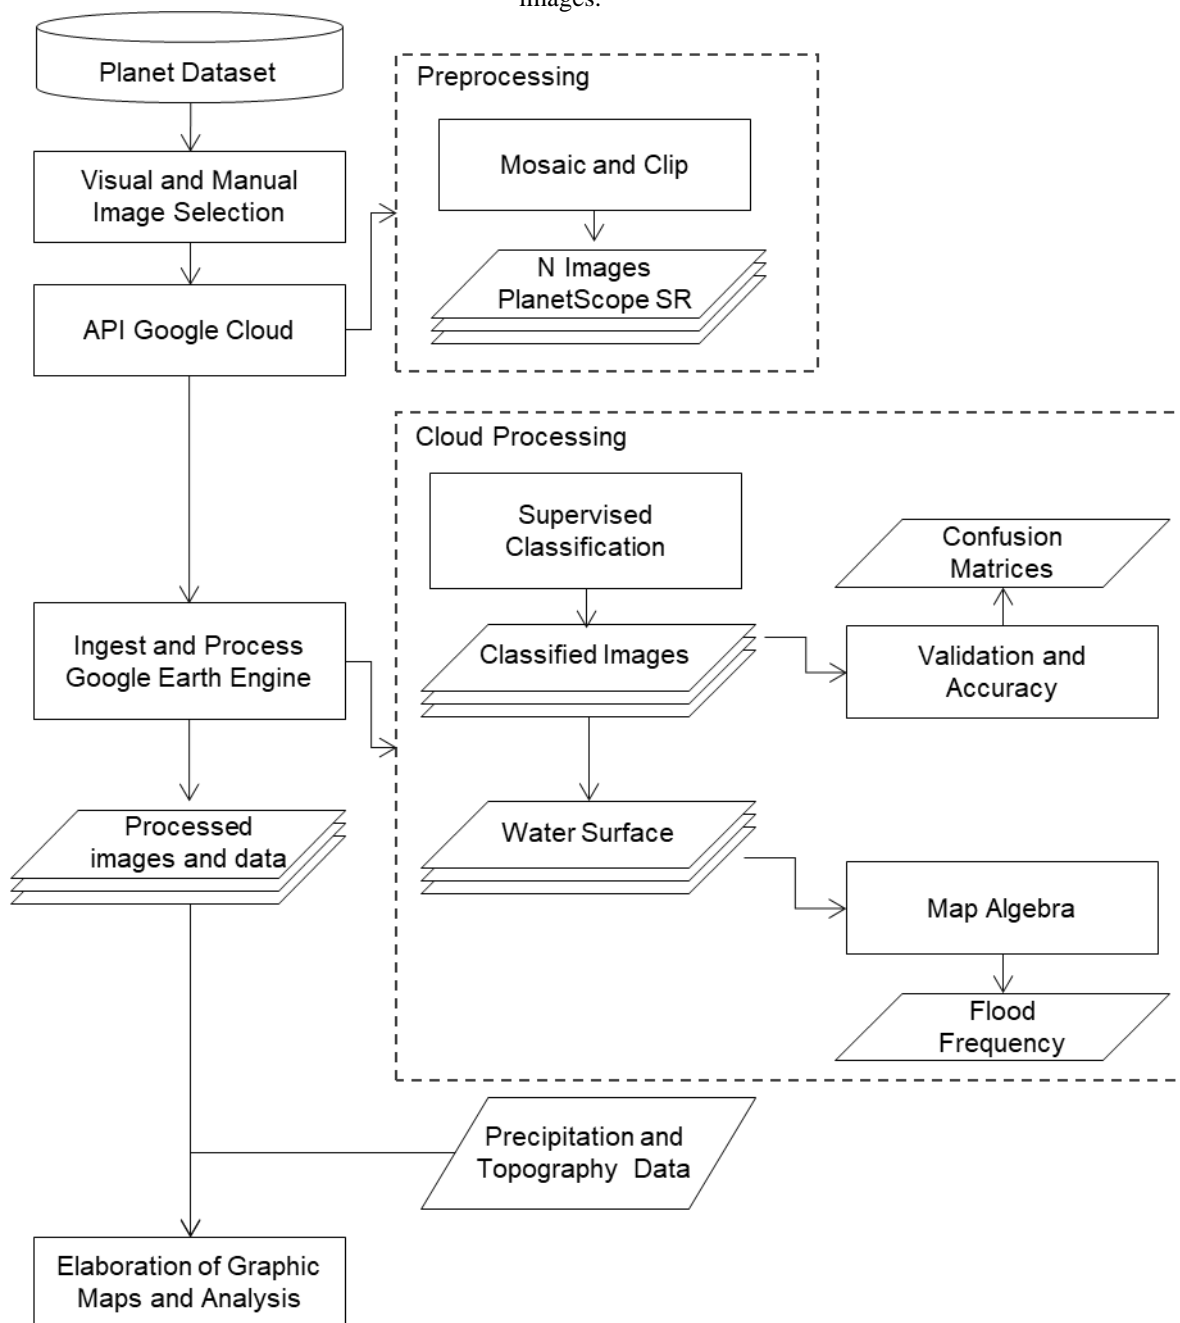 images.
Planet Dataset
Visual and Manual
Image Selection
API Google Cloud
Preprocessing
Mosaic and Clip
N Images
PlanetScope SR
Cloud Processing
Supervised
Classification
Classified Images
Confusion
Matrices
Validation and
Accuracy
Ingest and Process
Google Earth Engine
Processed
images and data
Water Surface
Map Algebra
Flood
Frequency
Precipitation and
Topography Data
Elaboration of Graphic
Maps and Analysis